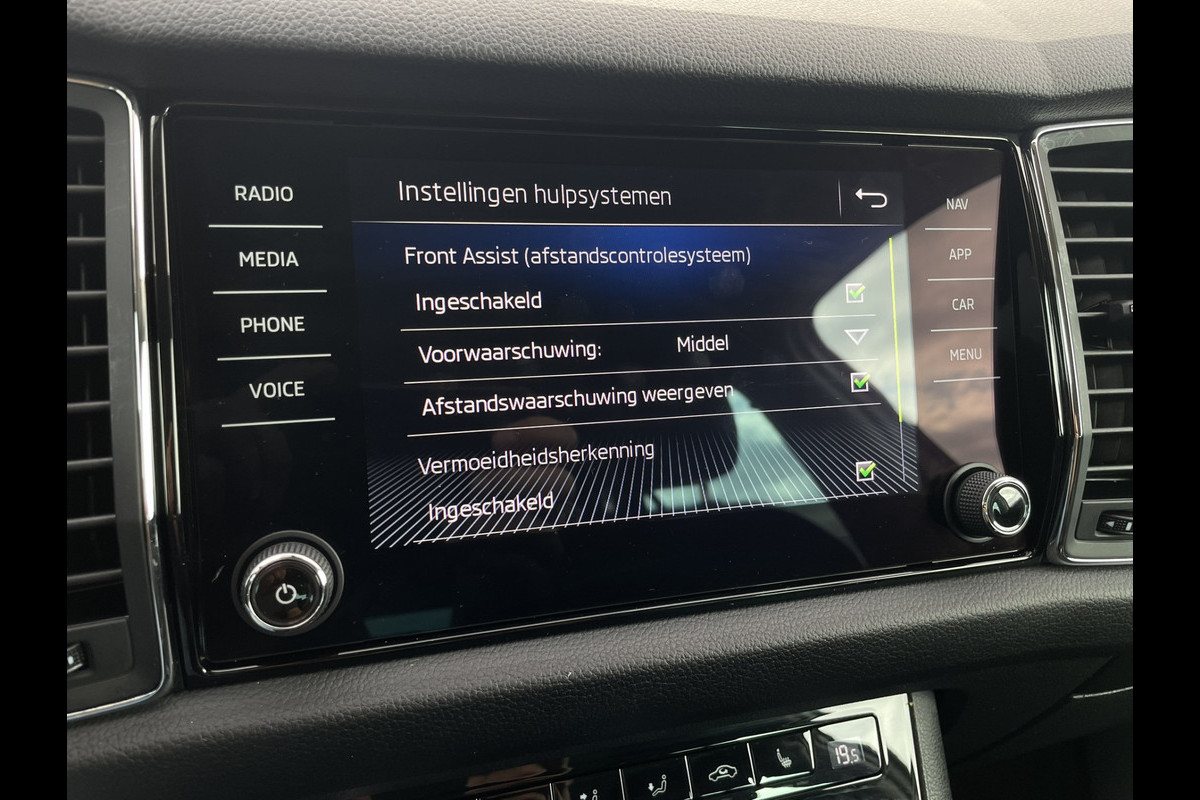 RADIO
MEDIA
PHONE
VOICE
Instellingen hulpsystemen
Front Assist (afstandscontrolesysteem)
Ingeschakeld
Voorwaarschuwing: Middel
Afstandswaarschuwing weergeven
Vermoeidheidsherkenning
Ingeschakeld
NAV
APP
CAR
MENU
19.5